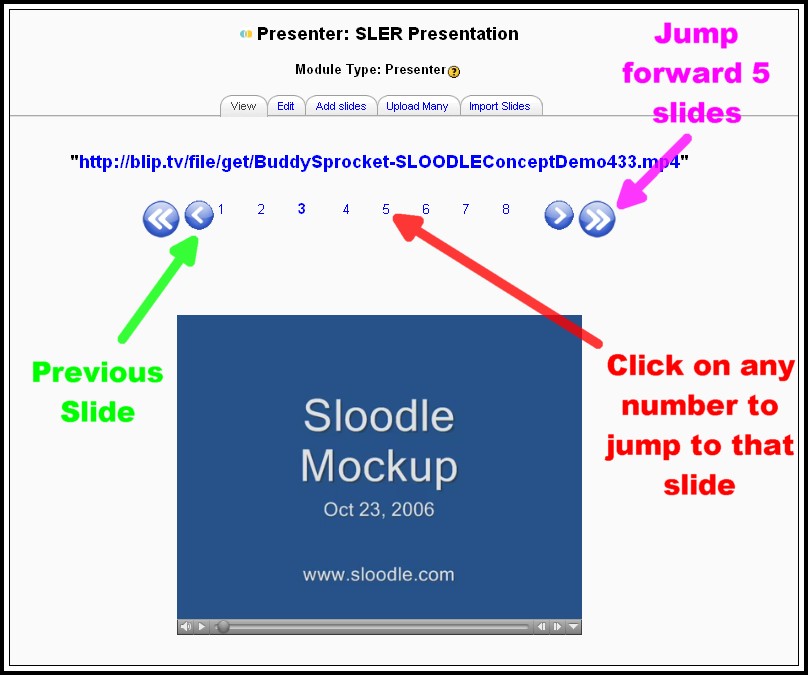 Presenter: SLER Presentation
Module Type: Presenter ?
View Edit Add slides Upload Many Import Slides
Jump
forward 5
slides
"http://blip.tv/file/get/BuddySprocket-SLOODLEConceptDemo433.mp4"
1 2 3 4 5 6 7 8
Previous
Slide
Click on any
number to
jump to that
slide
Sloodle
Mockup
Oct 23, 2006
www.sloodle.com